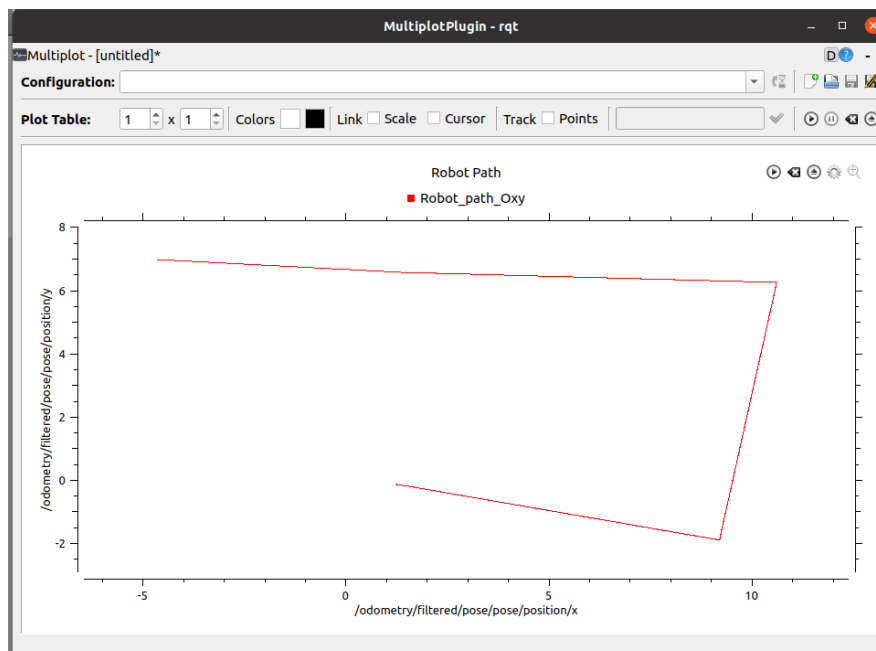 MultiplotPlugin - rqt
Multiplot - [untitled]*
D ? -
Configuration:
Plot Table: 1 x 1 Colors Link Scale Cursor Track Points
Robot Path
Robot_path_Oxy
8
6
4
2
0
-2
/odometry/filtered/pose/pose/position/y
-5 0 5 10
/odometry/filtered/pose/pose/position/x